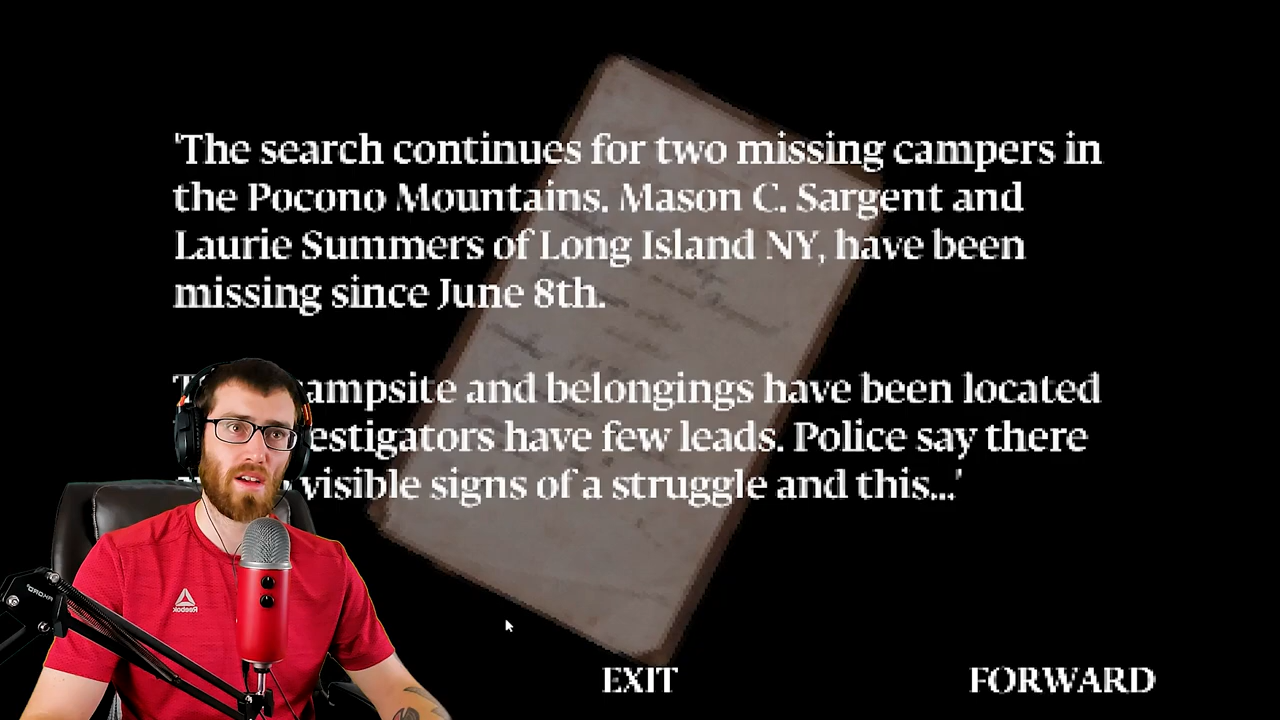 'The search continues for two missing campers in
the Pocono Mountains. Mason C. Sargent and
Laurie Summers of Long Island NY, have been
missing since June 8th.
campsite and belongings have been located
have few leads. Police say there
visible signs of a struggle and this...'
Reebok
EXIT
FORWARD